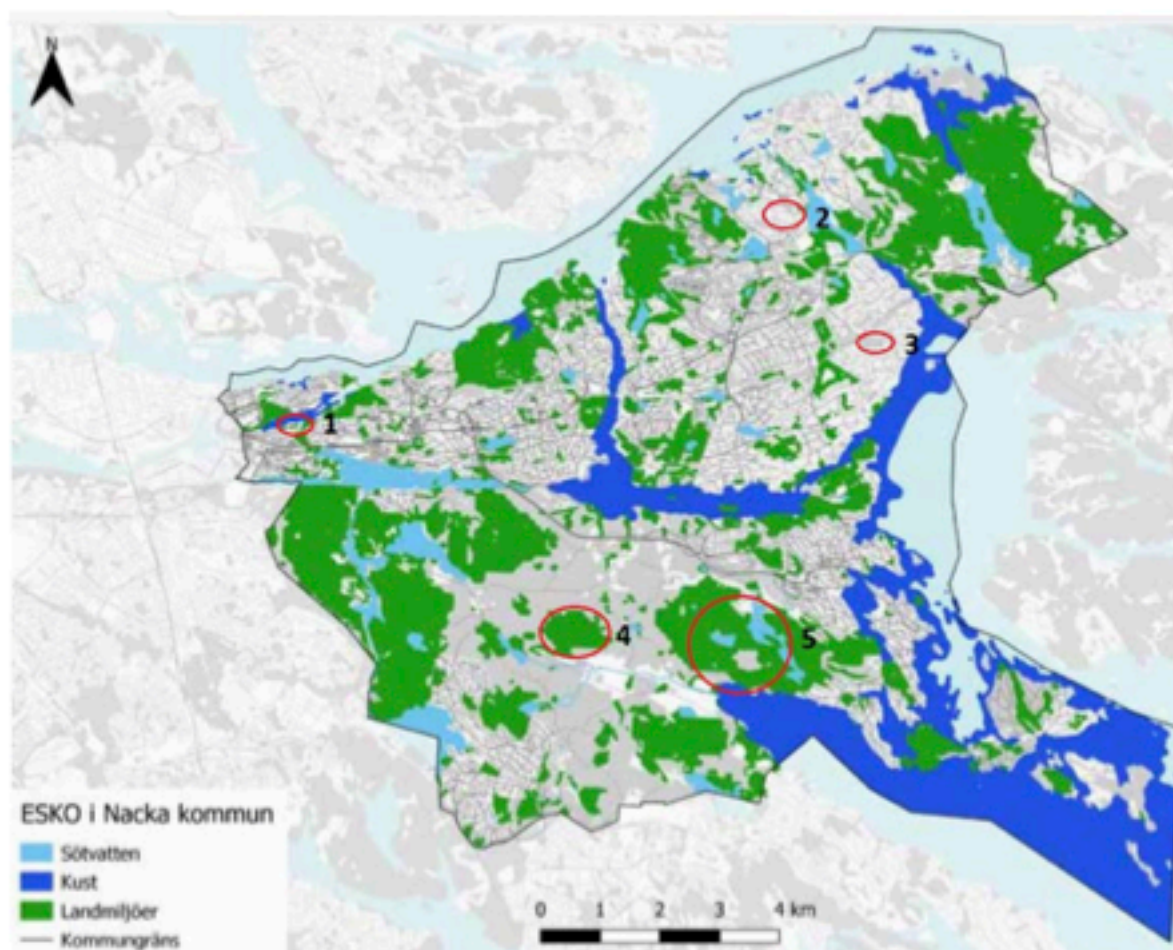 N
2
3
1
4
5
ESKO i Nacka kommun
Sötvatten
Kust
Landmiljöer
Kommungräns
0 1 2 3 4 km